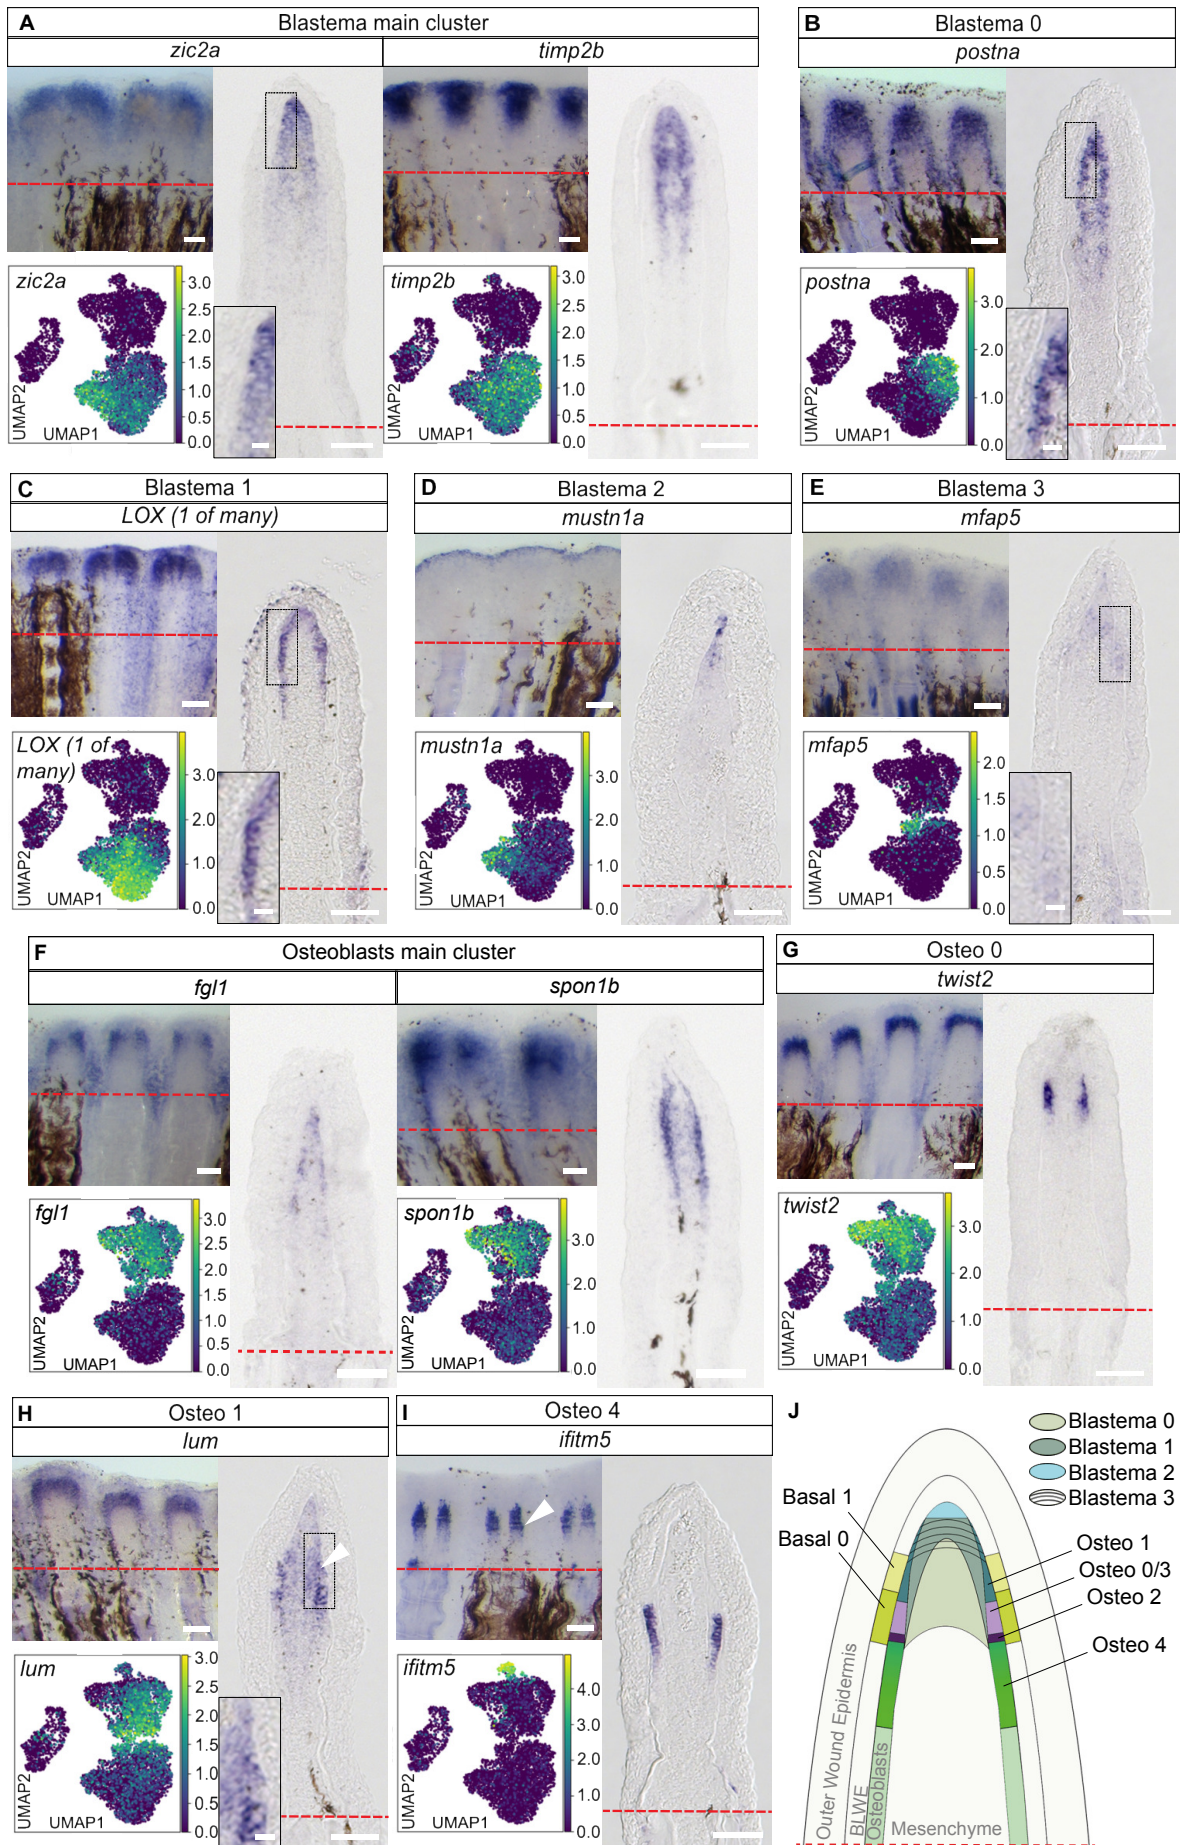 A Blastema main cluster
zic2a timp2b
zic2a
3.0
2.5
2.0
1.5
1.0
0.5
0.0
UMAP2
UMAP1
timp2b
3.0
2.5
2.0
1.5
1.0
0.5
0.0
UMAP2
UMAP1
B Blastema 0
postna
postna
3.0
2.0
1.0
0.0
UMAP2
UMAP1
C Blastema 1
LOX (1 of many)
LOX (1 of
many)
3.0
2.0
1.0
0.0
UMAP2
UMAP1
D Blastema 2
mustn1a
mustn1a
3.0
2.0
1.0
0.0
UMAP2
UMAP1
E Blastema 3
mfap5
mfap5
2.0
1.5
1.0
0.5
0.0
UMAP2
UMAP1
F Osteoblasts main cluster
fgl1 spon1b
fgl1
3.0
2.5
2.0
1.5
1.0
0.5
0.0
UMAP2
UMAP1
spon1b
3.0
2.0
1.0
0.0
UMAP2
UMAP1
G Osteo 0
twist2
twist2
3.0
2.0
1.0
0.0
UMAP2
UMAP1
H Osteo 1
lum
lum
3.0
2.5
2.0
1.5
1.0
0.5
0.0
UMAP2
UMAP1
I Osteo 4
ifitm5
ifitm5
4.0
3.0
2.0
1.0
0.0
UMAP2
UMAP1
J
Blastema 0
Blastema 1
Blastema 2
Blastema 3
Basal 1
Basal 0
Osteo 1
Osteo 0/3
Osteo 2
Osteo 4
Outer Wound Epidermis
BLWE
Osteoblasts
Mesenchyme